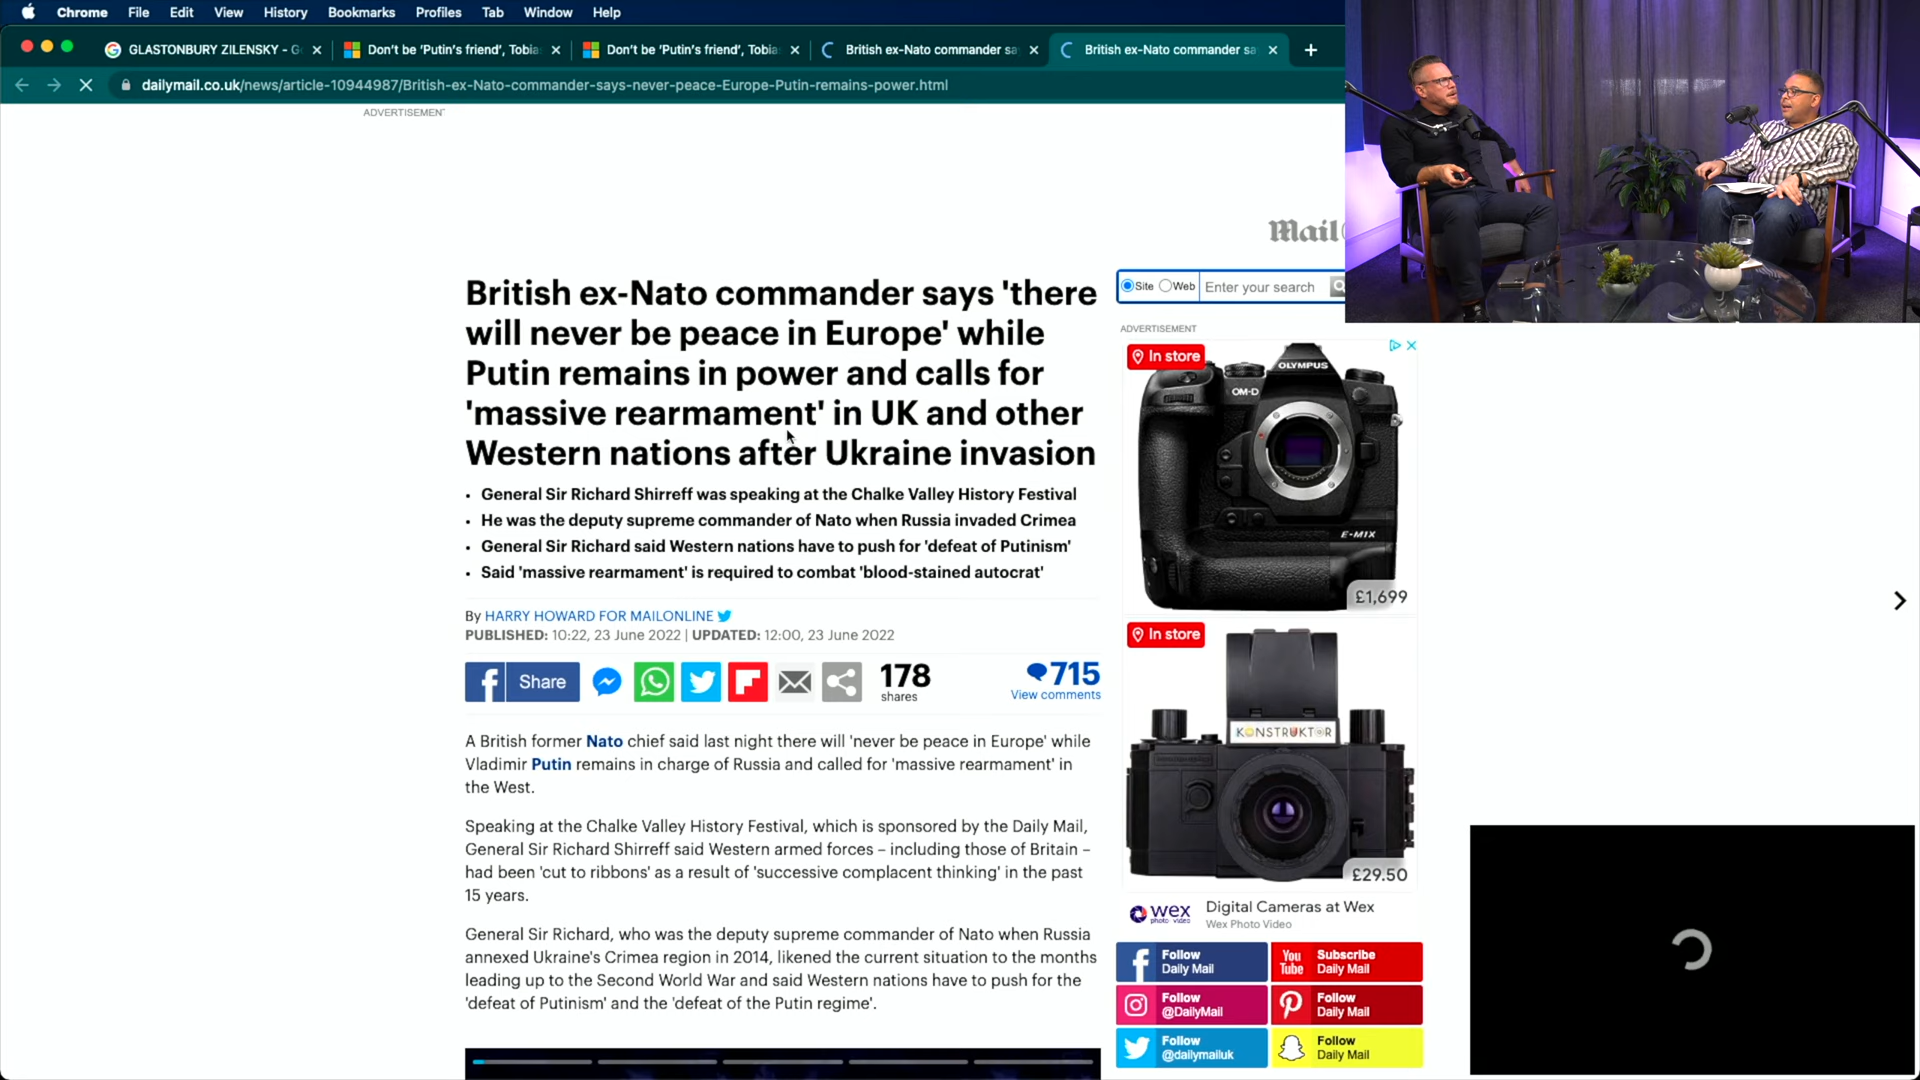 Chrome File Edit View History Bookmarks Profiles Tab Window Help
GLASTONBURY ZILENSKY - G
Don't be 'Putin's friend', Tobia
Don't be 'Putin's friend', Tobia
British ex-Nato commander sa
British ex-Nato commander sa
dailymail.co.uk/news/article-10944987/British-ex-Nato-commander-says-never-peace-Europe-Putin-remains-power.html
ADVERTISEMEN
Mail
British ex-Nato commander says 'there
will never be peace in Europe' while
Putin remains in power and calls for
'massive rearmament' in UK and other
Western nations after Ukraine invasion
• General Sir Richard Shirreff was speaking at the Chalke Valley History Festival
• He was the deputy supreme commander of Nato when Russia invaded Crimea
• General Sir Richard said Western nations have to push for 'defeat of Putinism'
• Said 'massive rearmament' is required to combat 'blood-stained autocrat'
By HARRY HOWARD FOR MAILONLINE
PUBLISHED: 10:22, 23 June 2022 | UPDATED: 12:00, 23 June 2022
Share
178
shares
715
View comments
A British former Nato chief said last night there will 'never be peace in Europe' while
Vladimir Putin remains in charge of Russia and called for 'massive rearmament' in
the West.
Speaking at the Chalke Valley History Festival, which is sponsored by the Daily Mail,
General Sir Richard Shirreff said Western armed forces – including those of Britain –
had been 'cut to ribbons' as a result of 'successive complacent thinking' in the past
15 years.
General Sir Richard, who was the deputy supreme commander of Nato when Russia
annexed Ukraine's Crimea region in 2014, likened the current situation to the months
leading up to the Second World War and said Western nations have to push for the
'defeat of Putinism' and the 'defeat of the Putin regime'.
Site Web Enter your search
ADVERTISEMENT
In store
OLYMPUS
OM-D
E-M1X
£1,699
In store
KONSTRUKTOR
£29.50
wex
photo video
Digital Cameras at Wex
Wex Photo Video
Follow
Daily Mail
You
Tube
Subscribe
Daily Mail
Follow
@DailyMail
Follow
Daily Mail
Follow
@dailymailuk
Follow
Daily Mail